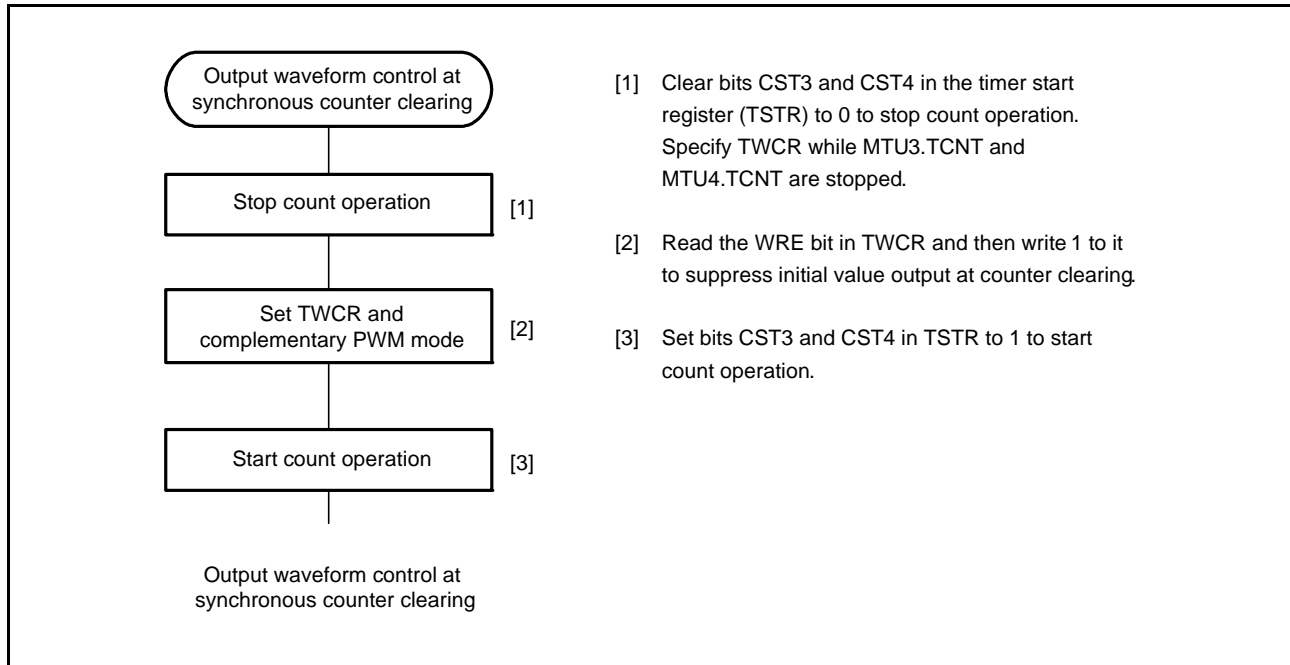 Output waveform control at
synchronous counter clearing
Stop count operation
[1]
Set TWCR and
complementary PWM mode
[2]
Start count operation
[3]
Output waveform control at
synchronous counter clearing
[1] Clear bits CST3 and CST4 in the timer start
register (TSTR) to 0 to stop count operation.
Specify TWCR while MTU3.TCNT and
MTU4.TCNT are stopped.
[2] Read the WRE bit in TWCR and then write 1 to it
to suppress initial value output at counter clearing.
[3] Set bits CST3 and CST4 in TSTR to 1 to start
count operation.